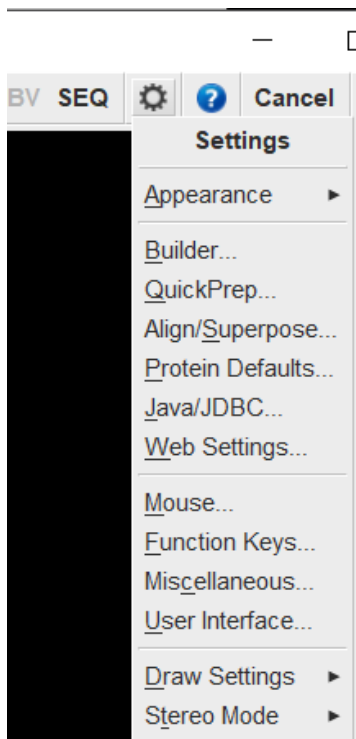 BV SEQ Cancel
Settings
Appearance
Builder...
QuickPrep...
Align/Superpose...
Protein Defaults...
Java/JDBC...
Web Settings...
Mouse...
Function Keys...
Miscellaneous...
User Interface...
Draw Settings
Stereo Mode